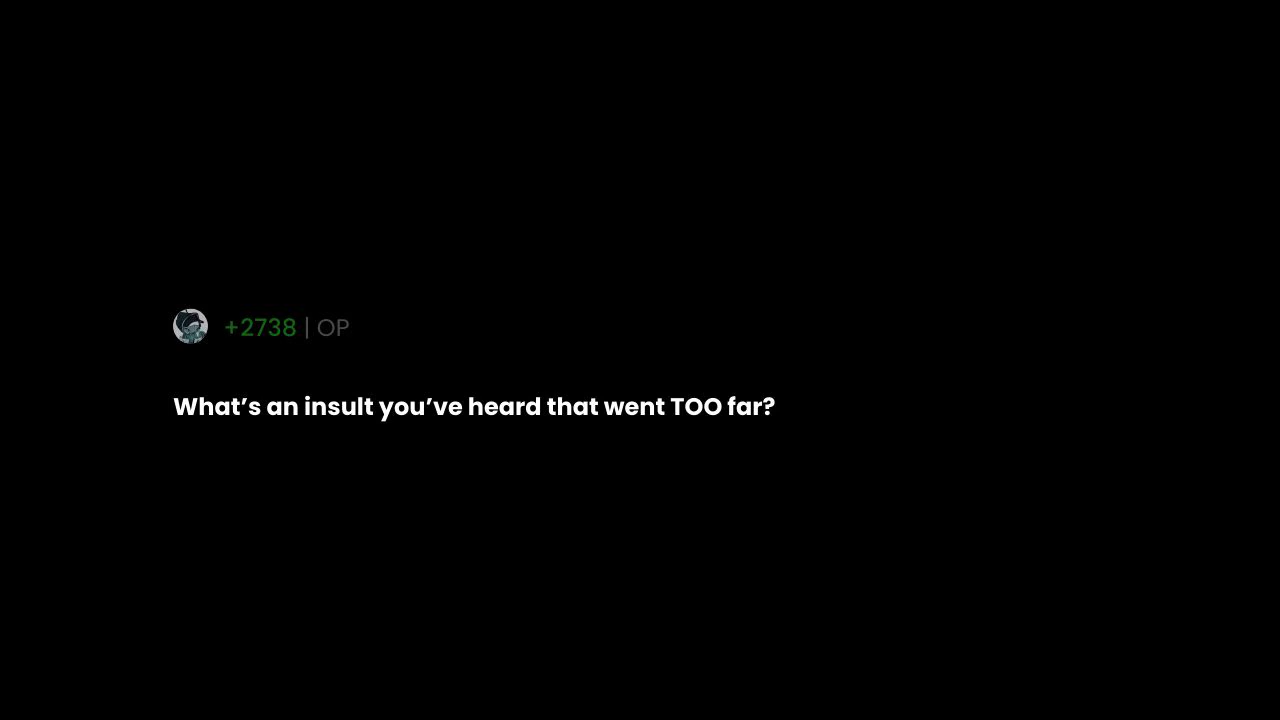 +2738 | OP
What’s an insult you’ve heard that went TOO far?